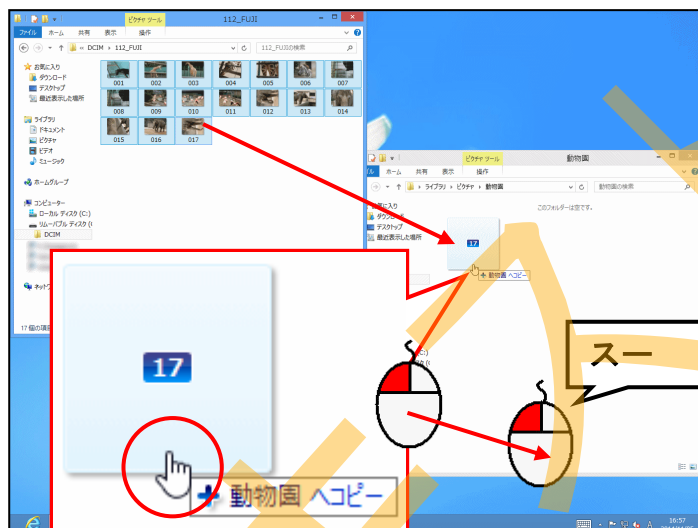 ピクチャ ツール
112_FUJI
ファイル
ホーム
共有
表示
操作
DCIM
112_FUJI
112_FUJIの検索
お気に入り
ダウンロード
デスクトップ
最近表示した場所
ライブラリ
ドキュメント
ピクチャ
ビデオ
ミュージック
ホームグループ
コンピューター
ローカル ディスク (C:)
リムーバブル ディスク (
DCIM
17 個の項
001 002 003 004 005 006 007
008 009 010 011 012 013 014
015 016 017
ピクチャ ツール
動物園
ホーム
共有
表示
操作
ライブラリ
ピクチャ
動物園
動物園の検索
お気に入り
ダウンロード
デスクトップ
最近表示した場所
このフォルダーは空です。
17
動物園 へコピー
17
動物園 へコピー
スー
A
16:57